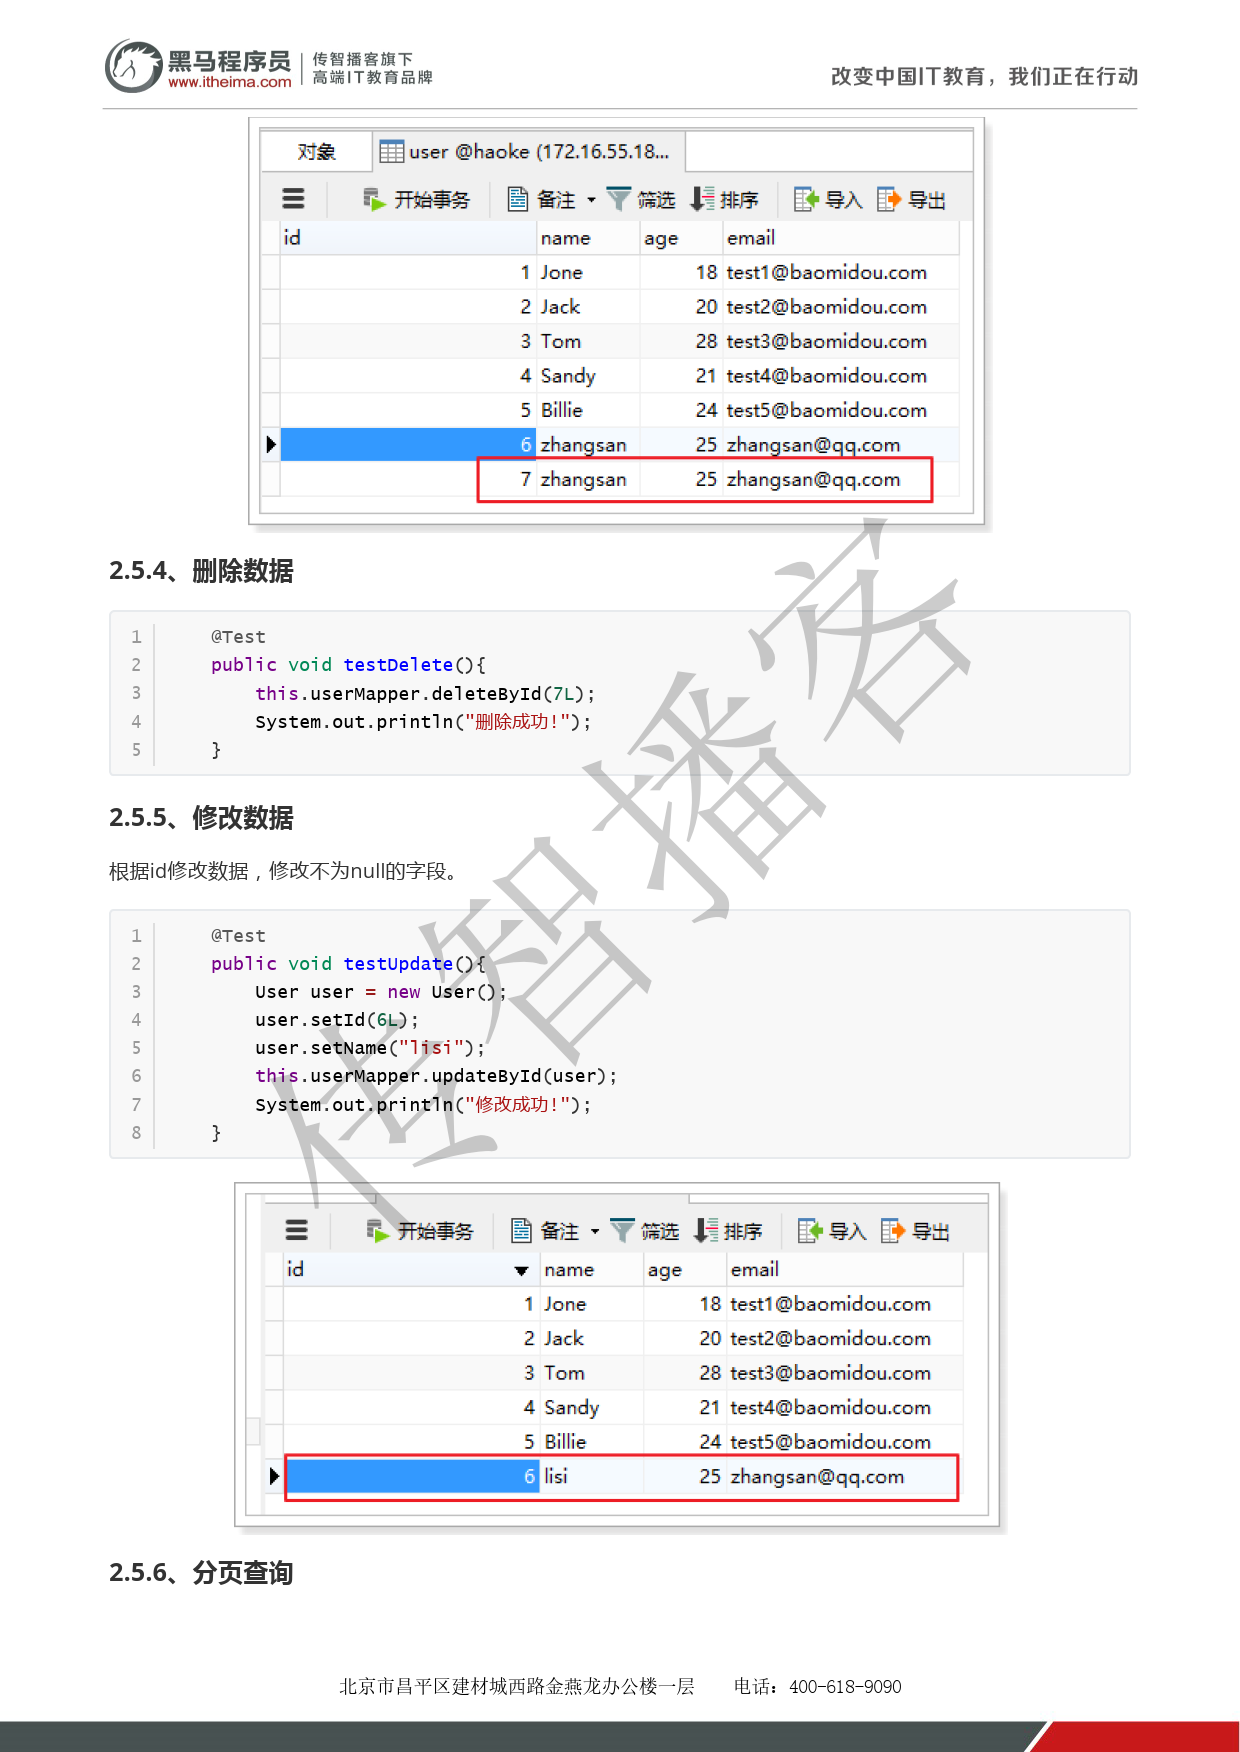 黑马程序员
www.itheima.com
传智播客旗下
高端IT教育品牌
改变中国IT教育，我们正在行动
对象 user @haoke (172.16.55.18...
开始事务 备注 筛选 排序 导入 导出
id name age email
1 Jone 18 test1@baomidou.com
2 Jack 20 test2@baomidou.com
3 Tom 28 test3@baomidou.com
4 Sandy 21 test4@baomidou.com
5 Billie 24 test5@baomidou.com
6 zhangsan 25 zhangsan@qq.com
7 zhangsan 25 zhangsan@qq.com
2.5.4、删除数据
1 @Test
2 public void testDelete(){
3 this.userMapper.deleteById(7L);
4 System.out.println("删除成功!");
5 }
2.5.5、修改数据
根据id修改数据，修改不为null的字段。
1 @Test
2 public void testUpdate(){
3 User user = new User();
4 user.setId(6L);
5 user.setName("lisi");
6 this.userMapper.updateById(user);
7 System.out.println("修改成功!");
8 }
开始事务 备注 筛选 排序 导入 导出
id name age email
1 Jone 18 test1@baomidou.com
2 Jack 20 test2@baomidou.com
3 Tom 28 test3@baomidou.com
4 Sandy 21 test4@baomidou.com
5 Billie 24 test5@baomidou.com
6 lisi 25 zhangsan@qq.com
2.5.6、分页查询
传智播客
北京市昌平区建材城西路金燕龙办公楼一层 电话：400-618-9090